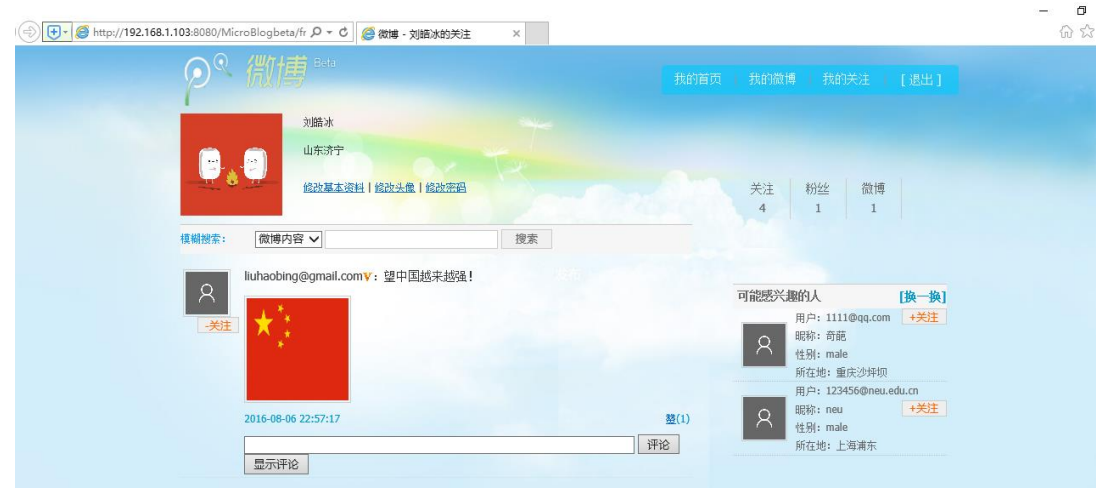 http://192.168.1.103:8080/MicroBlogbeta/fr
微博 - 刘皓冰的关注
微博 Beta
我的首页 我的微博 我的关注 [ 退出 ]
刘皓冰
山东济宁
修改基本资料 | 修改头像 | 修改密码
关注 粉丝 微博
4 1 1
模糊搜索: 微博内容 搜索
liuhaobing@gmail.comV: 望中国越来越强!
-关注
2016-08-06 22:57:17 (1)
评论
显示评论
可能感兴趣的人 [换一换]
用户: 1111@qq.com +关注
昵称: 奇葩
性别: male
所在地: 重庆沙坪坝
用户: 123456@neu.edu.cn
昵称: neu +关注
性别: male
所在地: 上海浦东